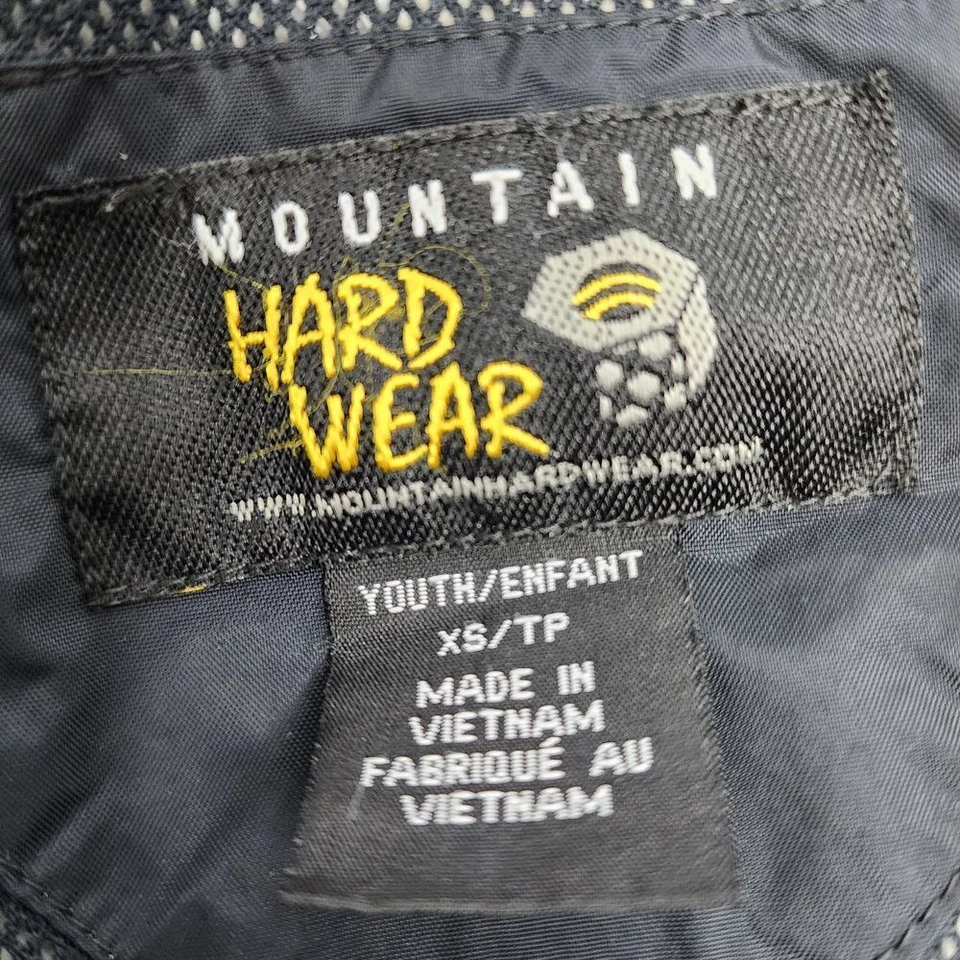 MOUNTAIN
HARD
WEAR
WWW.MOUNTAINHARDWEAR.COM
YOUTH/ENFANT
XS/TP
MADE IN
VIETNAM
FABRIQUÉ AU
VIETNAM